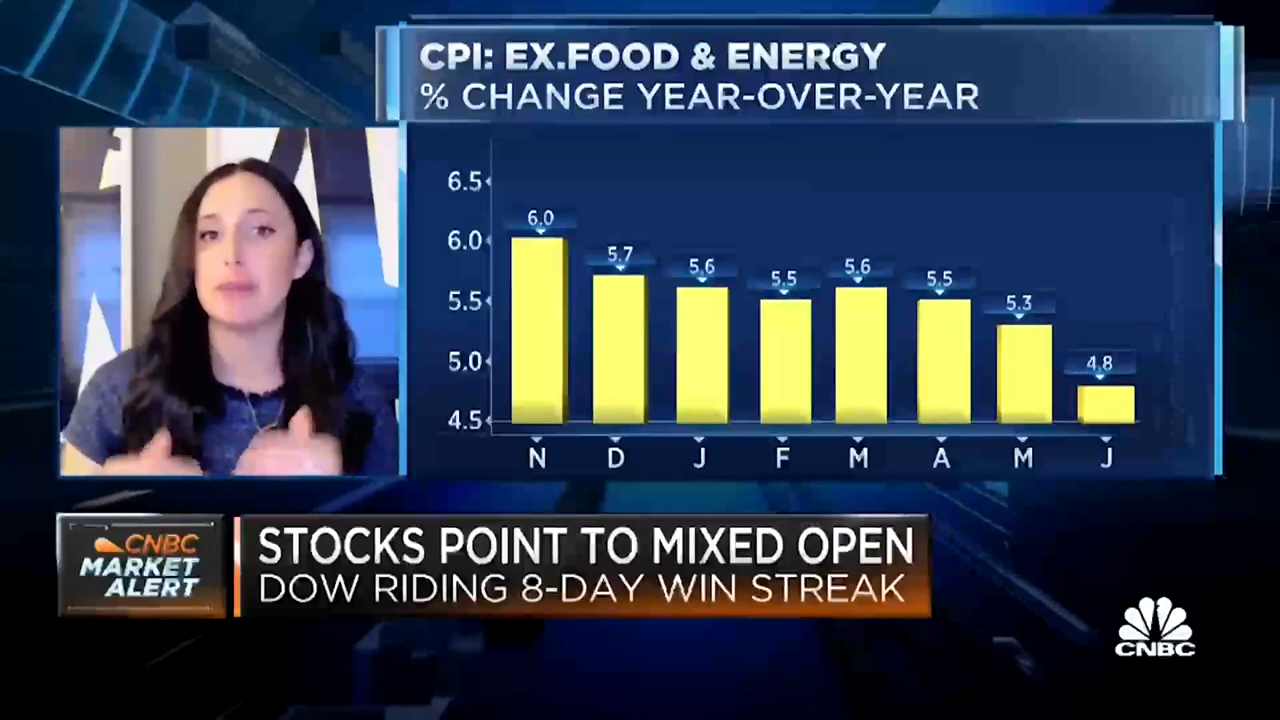 CPI: EX.FOOD & ENERGY
% CHANGE YEAR-OVER-YEAR
6.5
6.0
5.5
5.0
4.5
6.0
5.7
5.6
5.5
5.6
5.5
5.3
4.8
N D J F M A M J
CNBC
MARKET
ALERT
STOCKS POINT TO MIXED OPEN
DOW RIDING 8-DAY WIN STREAK
CNBC